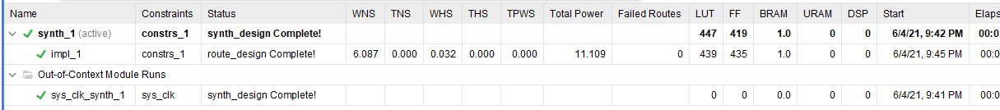 Name Constraints Status WNS TNS WHS THS TPWS Total Power Failed Routes LUT FF BRAM URAM DSP Start Elaps
synth_1 (active) constrs_1 synth_design Complete! 447 419 1.0 0 0 6/4/21, 9:42 PM 00:0
impl_1 constrs_1 route_design Complete! 6.087 0.000 0.032 0.000 0.000 11.109 0 439 435 1.0 0 0 6/4/21, 9:45 PM 00:0
Out-of-Context Module Runs
sys_clk_synth_1 sys_clk synth_design Complete! 0 0 0.0 0 0 6/4/21, 9:41 PM 00:0